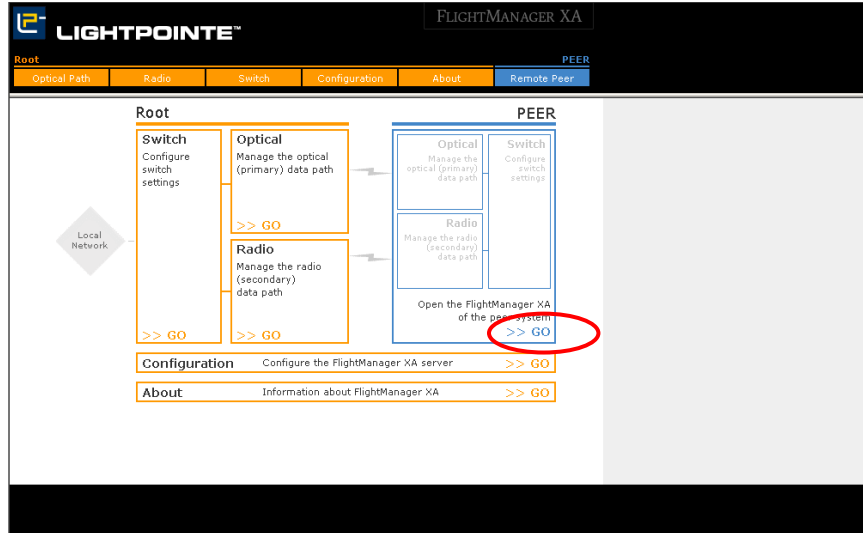 LIGHTPOINTE™
FLIGHTMANAGER XA
Root
PEER
Optical Path
Radio
Switch
Configuration
About
Remote Peer
Root
PEER
Switch
Configure
switch
settings
>> GO
Optical
Manage the optical
(primary) data path
>> GO
Radio
Manage the radio
(secondary)
data path
>> GO
Local
Network
Optical
Manage the
optical (primary)
data path
Switch
Configure
switch
settings
Radio
Manage the radio
(secondary)
data path
Open the FlightManager XA
of the peer system
>> GO
Configuration
Configure the FlightManager XA server
>> GO
About
Information about FlightManager XA
>> GO